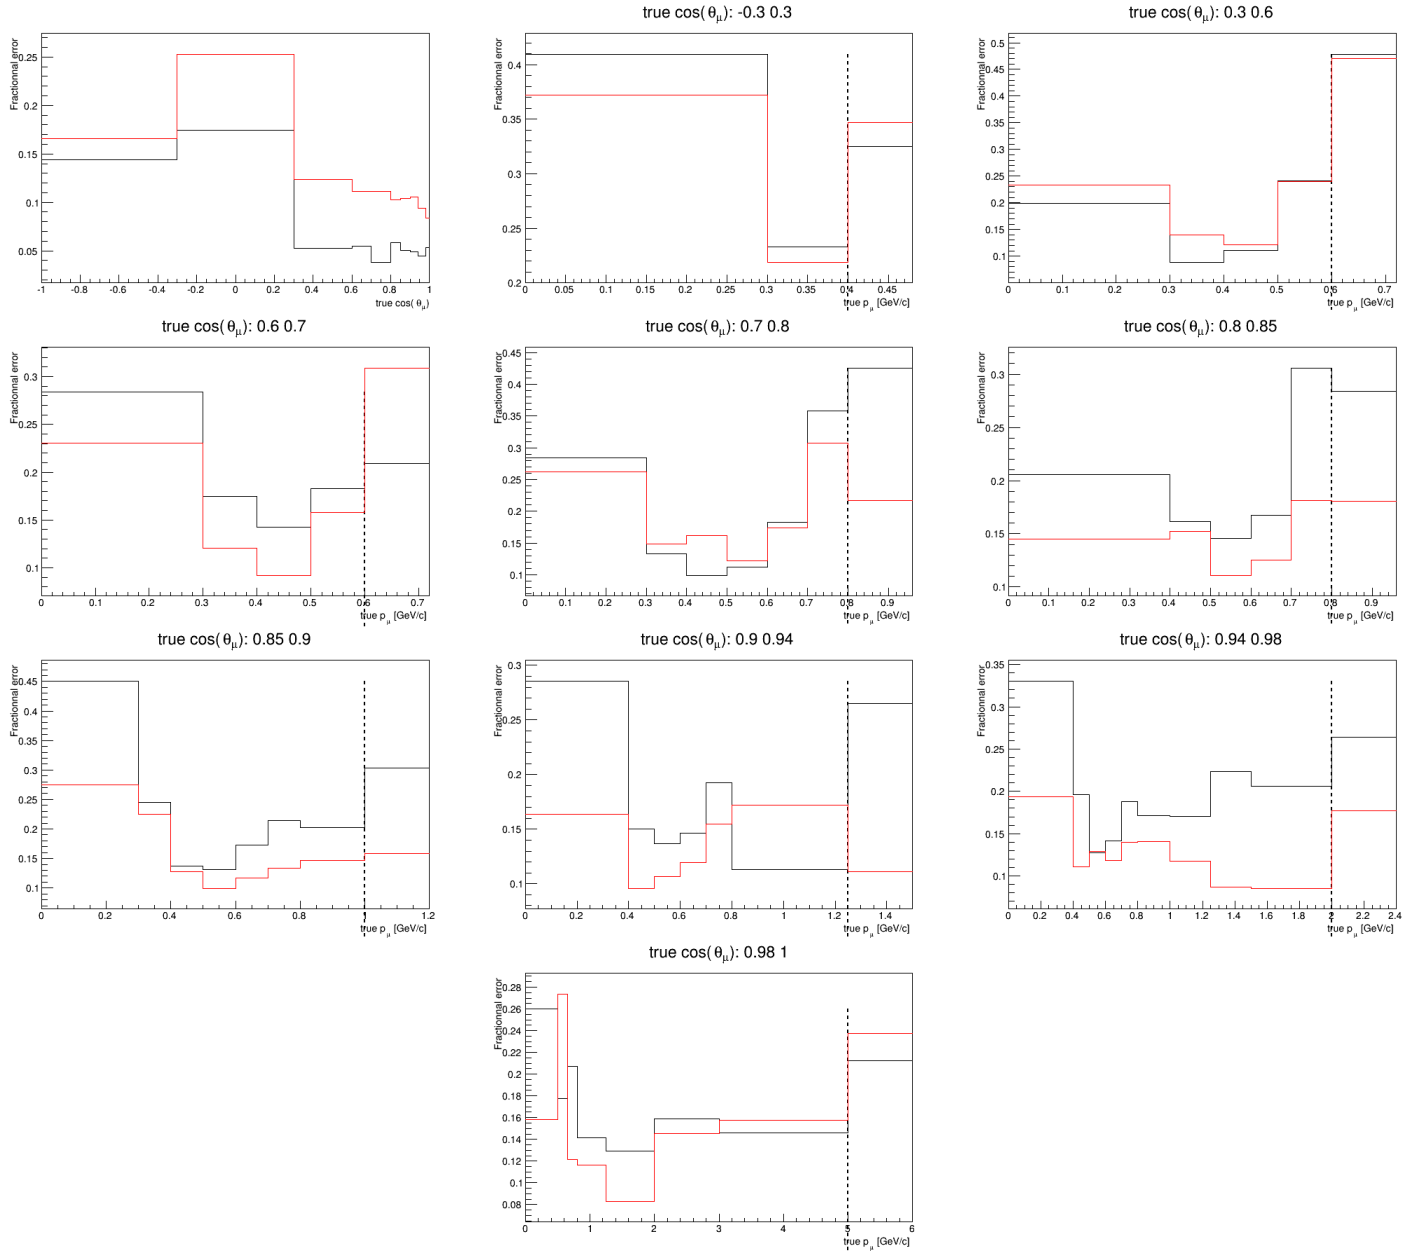 true cos(θμ): -0.3 0.3
true cos(θμ): 0.3 0.6
Fractionnal error
0.25
0.2
0.15
0.1
0.05
-1 -0.8 -0.6 -0.4 -0.2 0 0.2 0.4 0.6 0.8 1
true cos(θμ)
Fractionnal error
0.4
0.35
0.3
0.25
0.2
0 0.05 0.1 0.15 0.2 0.25 0.3 0.35 0.4 0.45
true pμ [GeV/c]
Fractionnal error
0.5
0.45
0.4
0.35
0.3
0.25
0.2
0.15
0.1
0 0.1 0.2 0.3 0.4 0.5 0.6 0.7
true pμ [GeV/c]
true cos(θμ): 0.6 0.7
true cos(θμ): 0.7 0.8
true cos(θμ): 0.8 0.85
Fractionnal error
0.3
0.25
0.2
0.15
0.1
0 0.1 0.2 0.3 0.4 0.5 0.6 0.7
true pμ [GeV/c]
Fractionnal error
0.45
0.4
0.35
0.3
0.25
0.2
0.15
0.1
0 0.1 0.2 0.3 0.4 0.5 0.6 0.7 0.8 0.9
true pμ [GeV/c]
Fractionnal error
0.3
0.25
0.2
0.15
0.1
0 0.1 0.2 0.3 0.4 0.5 0.6 0.7 0.8 0.9
true pμ [GeV/c]
true cos(θμ): 0.85 0.9
true cos(θμ): 0.9 0.94
true cos(θμ): 0.94 0.98
Fractionnal error
0.45
0.4
0.35
0.3
0.25
0.2
0.15
0.1
0 0.2 0.4 0.6 0.8 1 1.2
true pμ [GeV/c]
Fractionnal error
0.3
0.25
0.2
0.15
0.1
0 0.2 0.4 0.6 0.8 1 1.2 1.4
true pμ [GeV/c]
Fractionnal error
0.35
0.3
0.25
0.2
0.15
0.1
0 0.2 0.4 0.6 0.8 1 1.2 1.4 1.6 1.8 2 2.2 2.4
true pμ [GeV/c]
true cos(θμ): 0.98 1
Fractionnal error
0.28
0.26
0.24
0.22
0.2
0.18
0.16
0.14
0.12
0.1
0.08
0 1 2 3 4 5 6
true pμ [GeV/c]